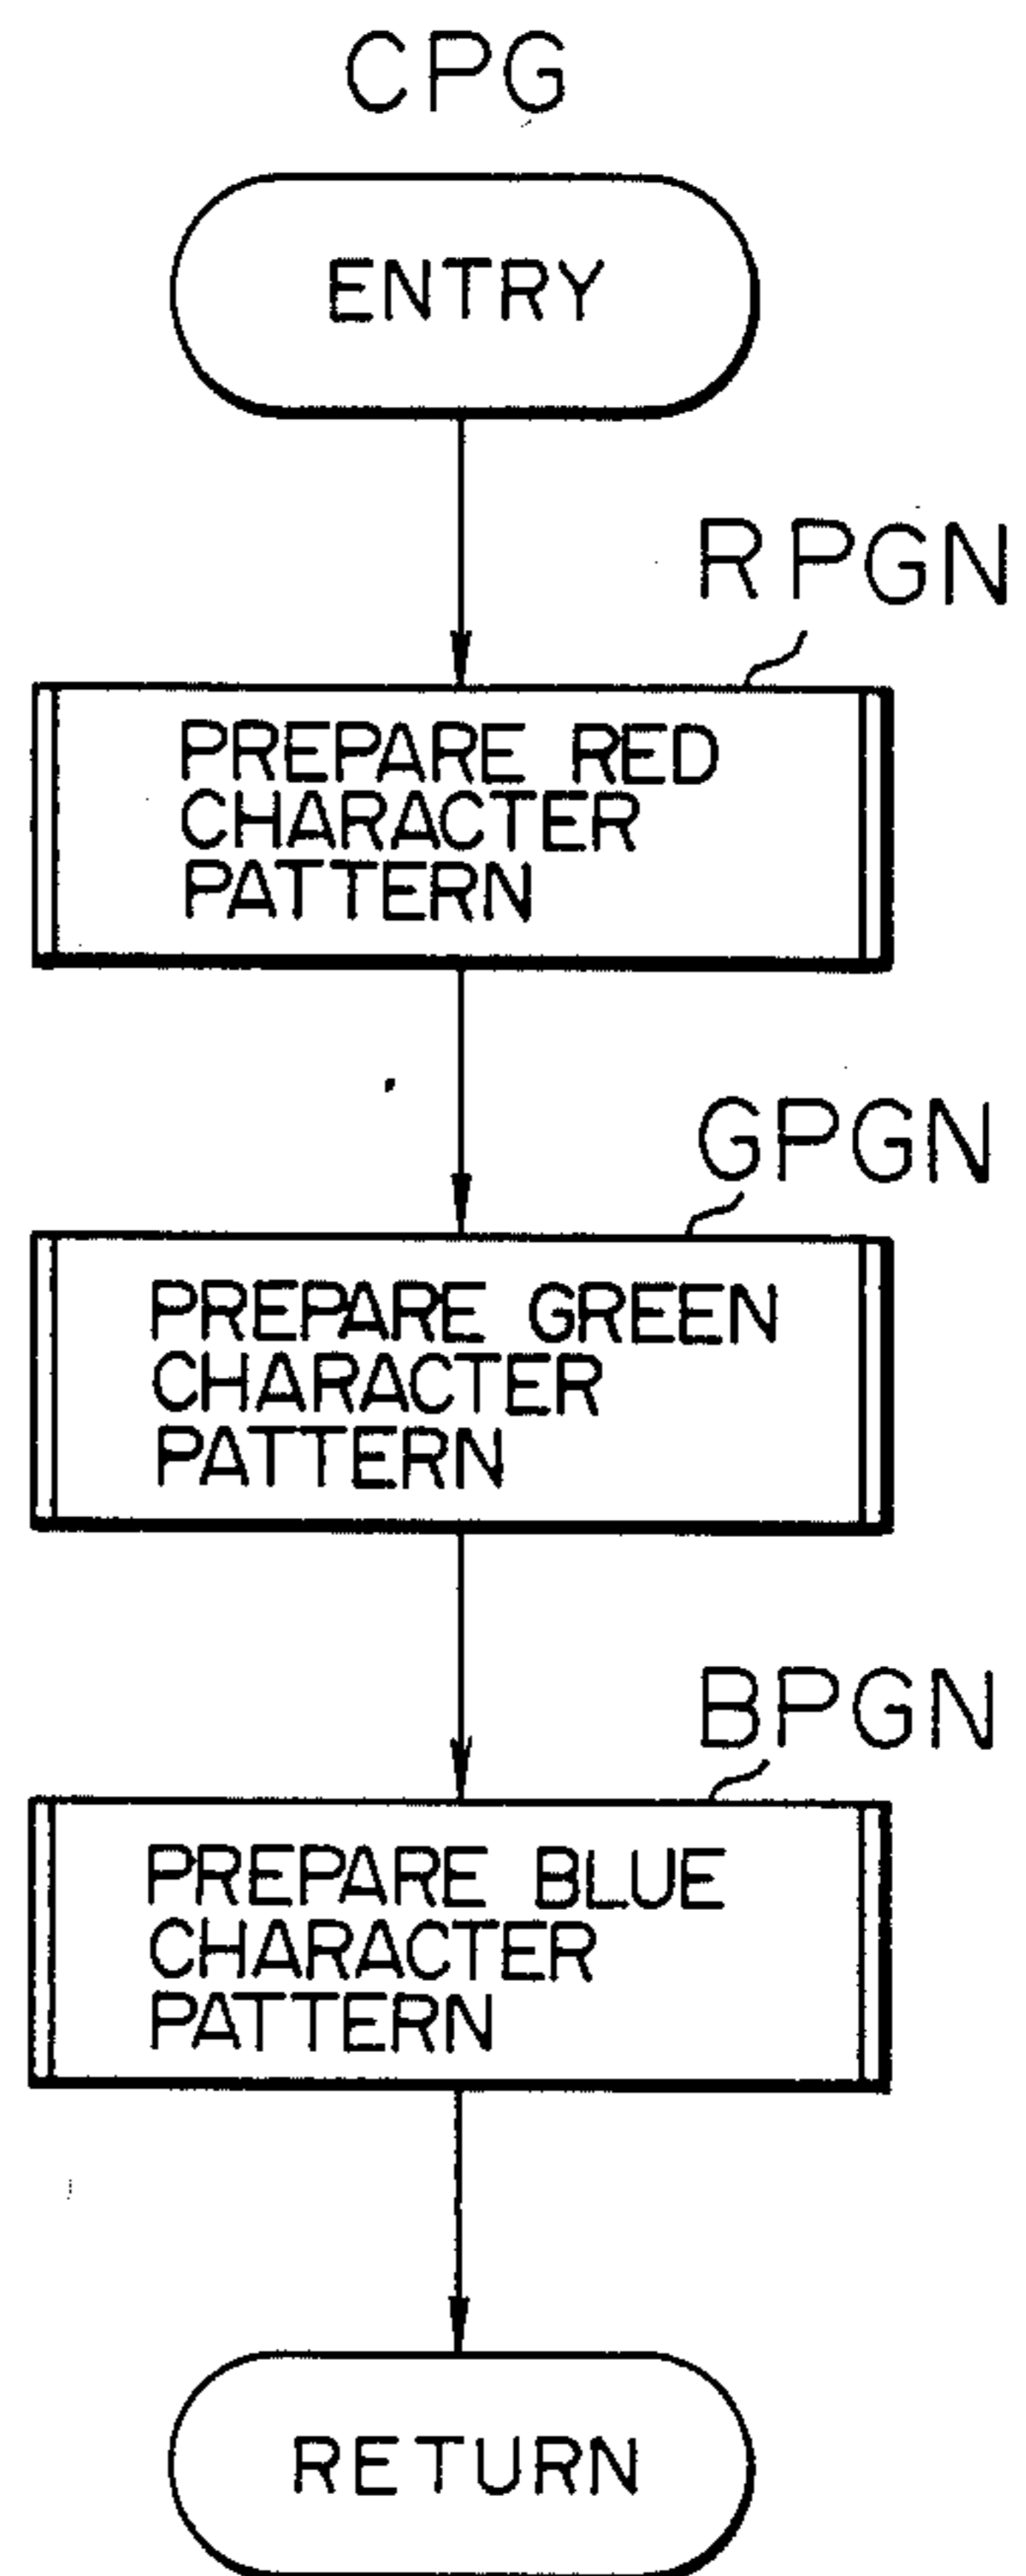 CPG
ENTRY
RPGN
PREPARE RED
CHARACTER
PATTERN
GPGN
PREPARE GREEN
CHARACTER
PATTERN
BPGN
PREPARE BLUE
CHARACTER
PATTERN
RETURN